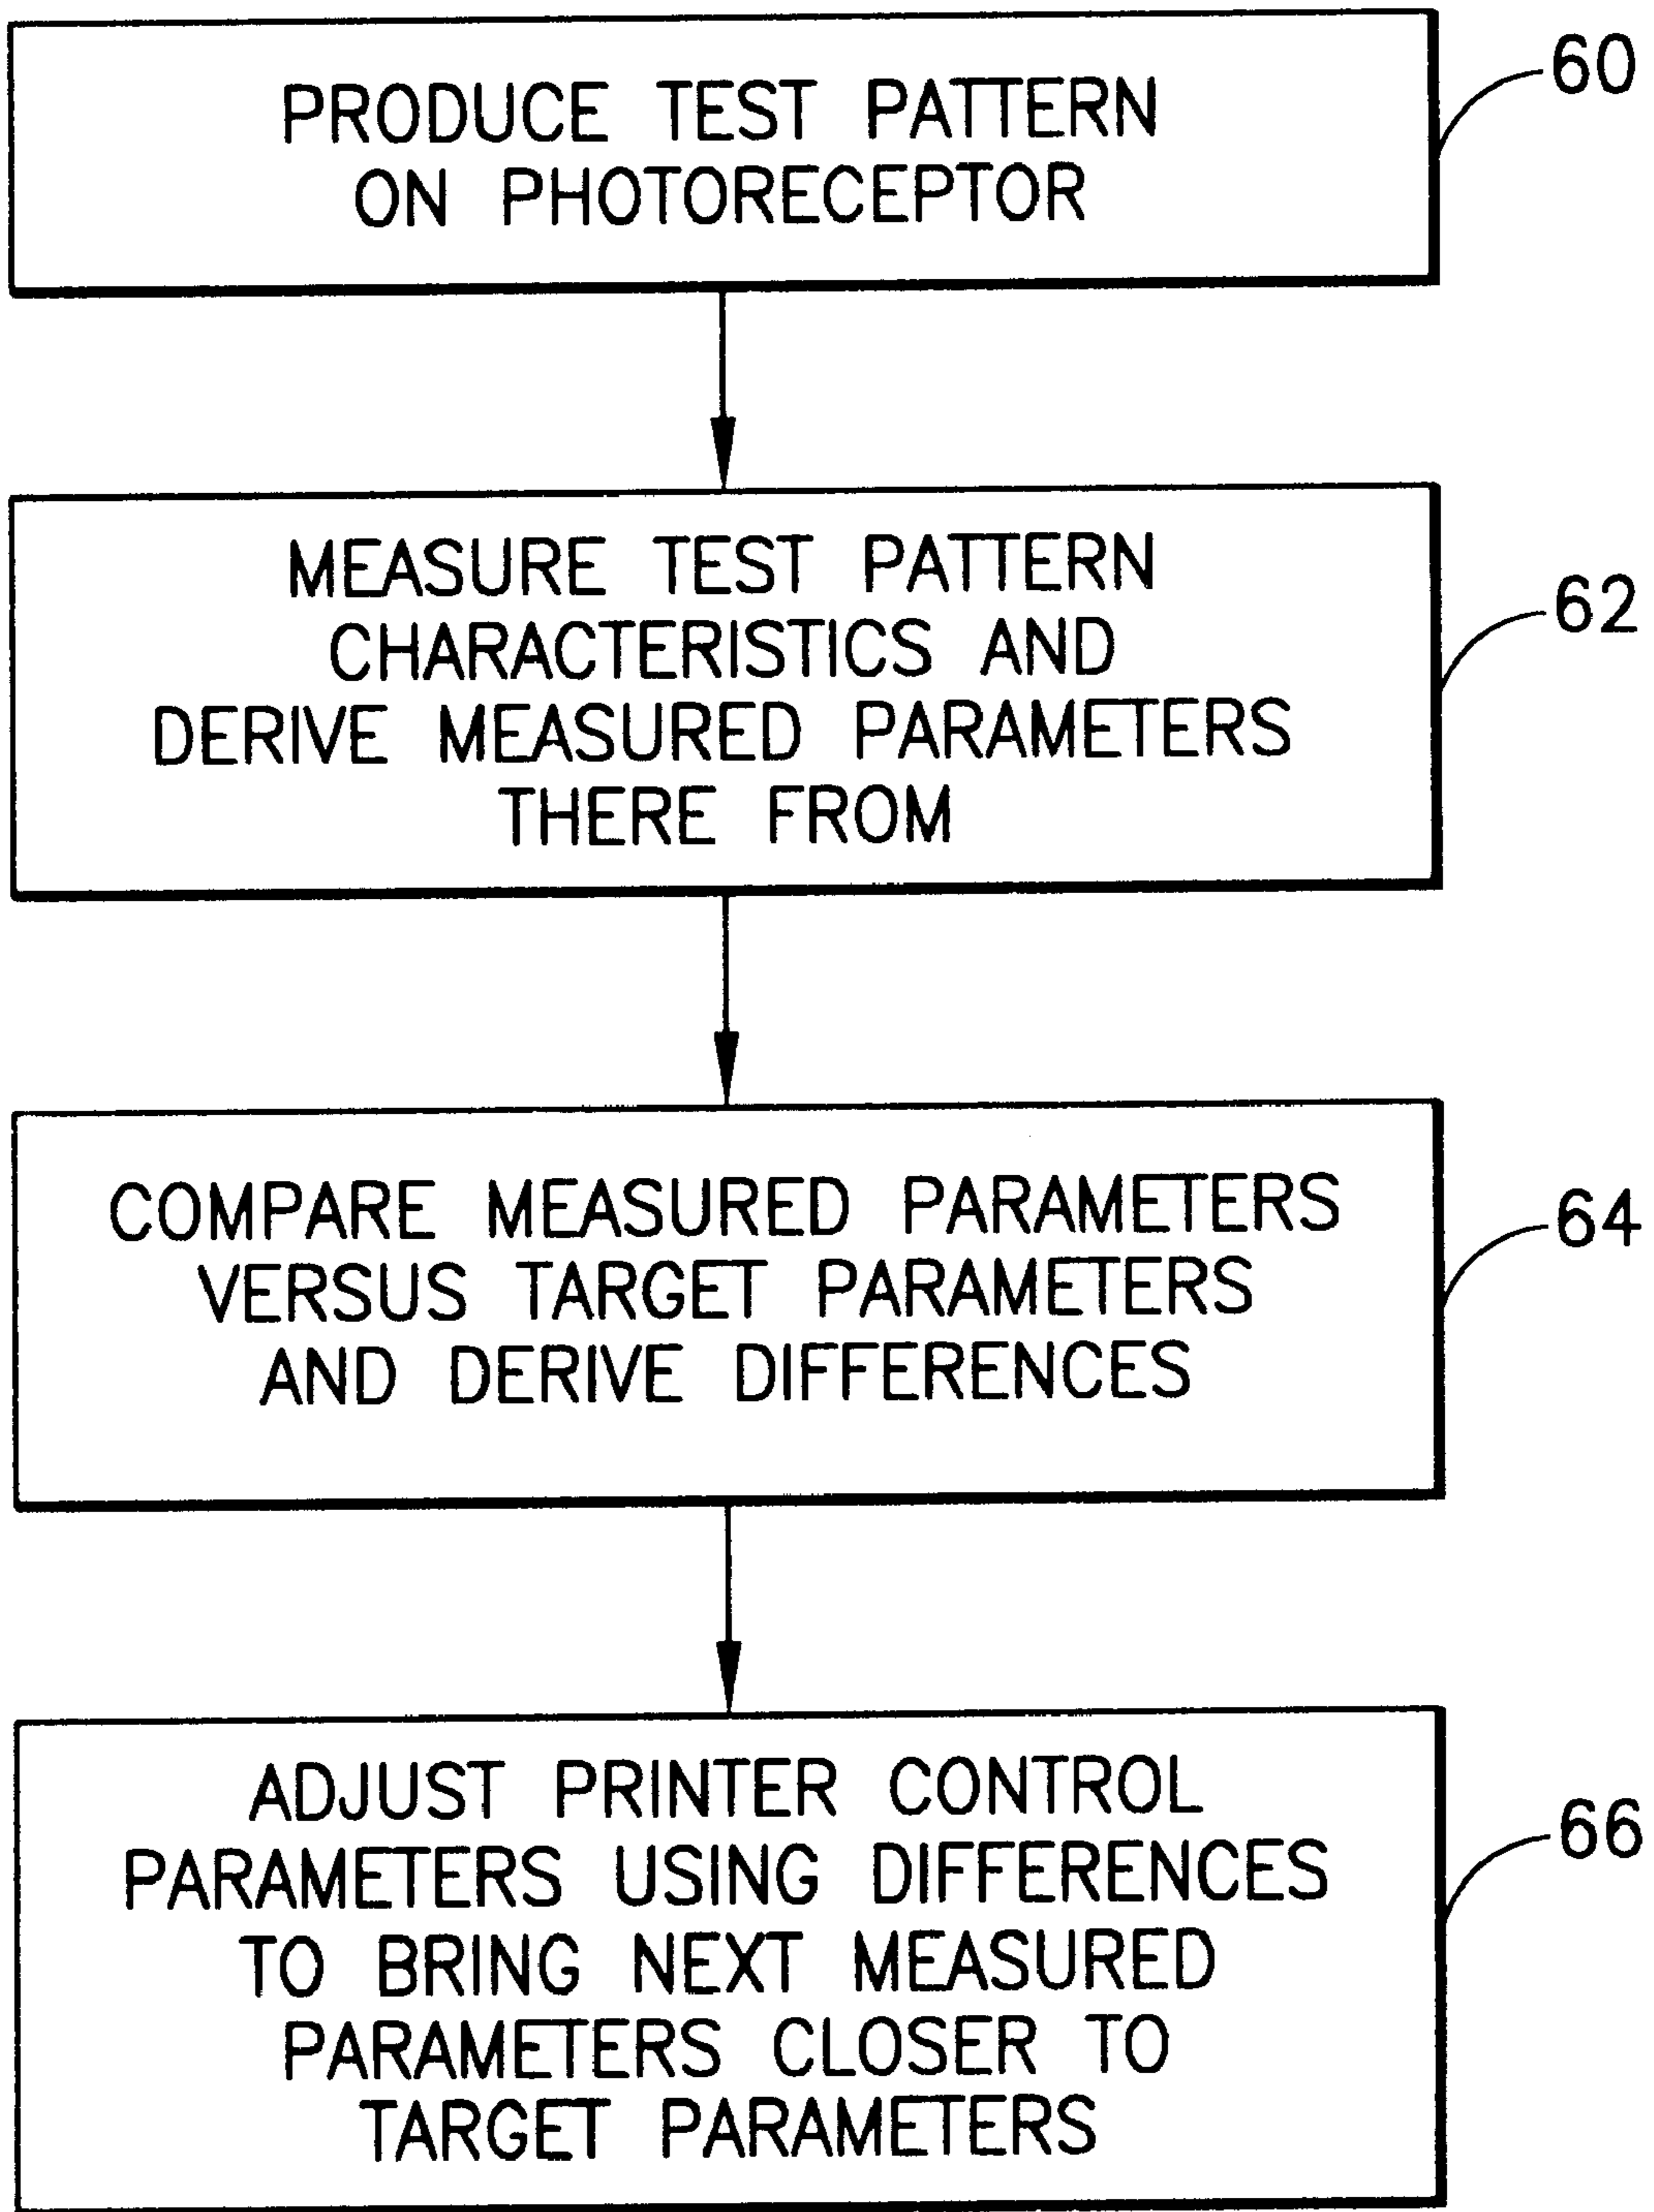 PRODUCE TEST PATTERN
ON PHOTORECEPTOR
60
MEASURE TEST PATTERN
CHARACTERISTICS AND
DERIVE MEASURED PARAMETERS
THERE FROM
62
COMPARE MEASURED PARAMETERS
VERSUS TARGET PARAMETERS
AND DERIVE DIFFERENCES
64
ADJUST PRINTER CONTROL
PARAMETERS USING DIFFERENCES
TO BRING NEXT MEASURED
PARAMETERS CLOSER TO
TARGET PARAMETERS
66